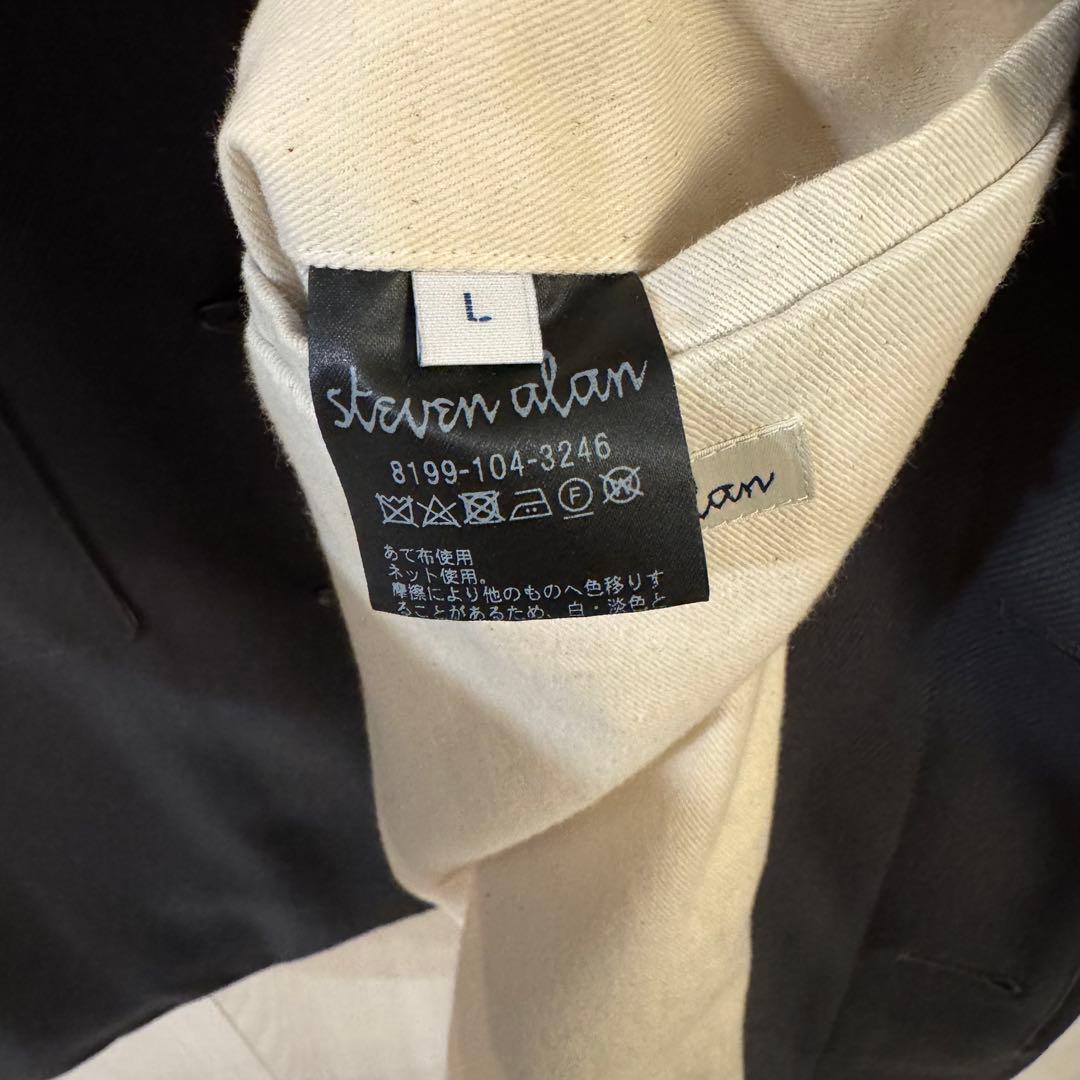 L
steven alan
8199-104-3246
F W
lan
あて布使用
ネット使用。
摩擦により他のものへ色移りす
ることがあるため、白・淡色と